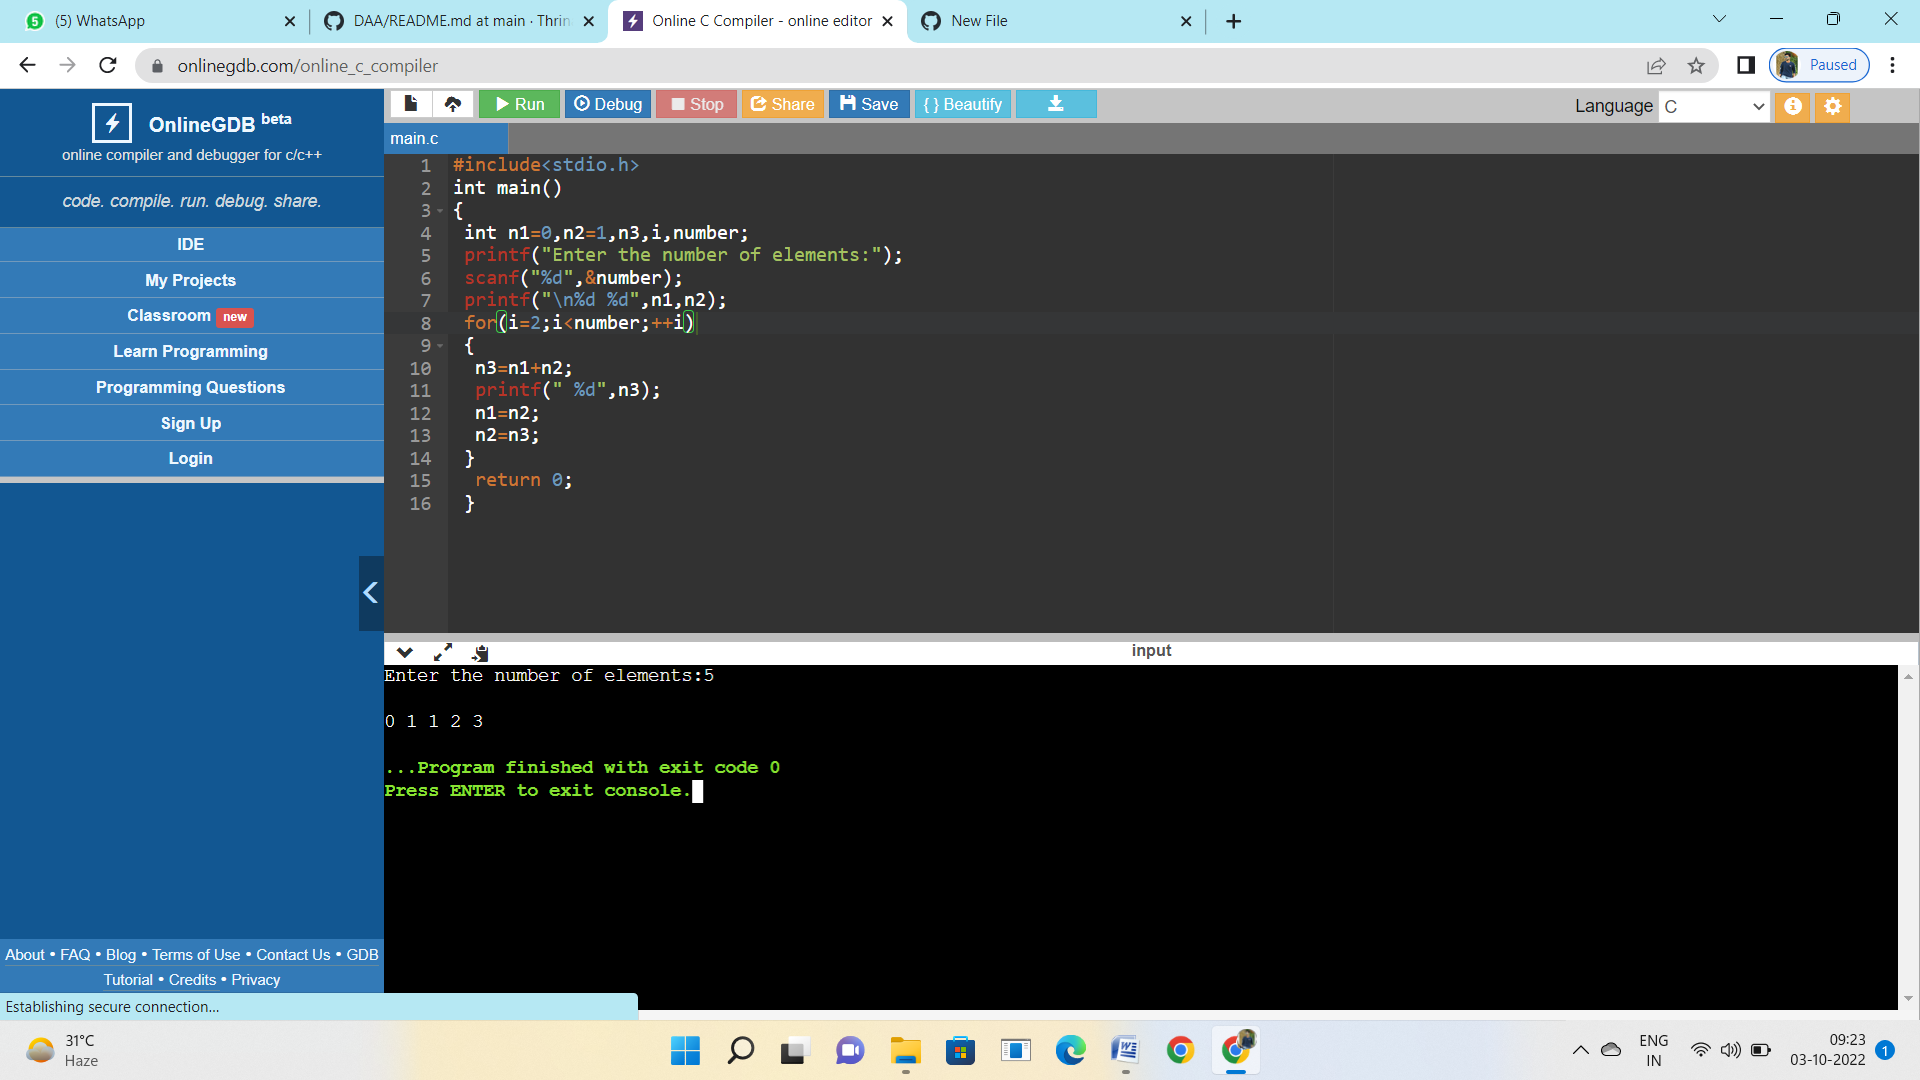 (5) WhatsApp
DAA/README.md at main · Thrin
Online C Compiler - online editor
New File
onlinegdb.com/online_c_compiler
Paused
OnlineGDB beta
online compiler and debugger for c/c++
code. compile. run. debug. share.
IDE
My Projects
Classroom new
Learn Programming
Programming Questions
Sign Up
Login
About • FAQ • Blog • Terms of Use • Contact Us • GDB
Tutorial • Credits • Privacy
Establishing secure connection...
Run Debug Stop Share Save { } Beautify
Language C
main.c
1 #include<stdio.h>
2 int main()
3 {
4 int n1=0,n2=1,n3,i,number;
5 printf("Enter the number of elements:");
6 scanf("%d",&number);
7 printf("\n%d %d",n1,n2);
8 for(i=2;i<number;++i)
9 {
10 n3=n1+n2;
11 printf(" %d",n3);
12 n1=n2;
13 n2=n3;
14 }
15 return 0;
16 }
input
Enter the number of elements:5
0 1 1 2 3
...Program finished with exit code 0
Press ENTER to exit console.
31°C
Haze
ENG
IN
09:23
03-10-2022
1